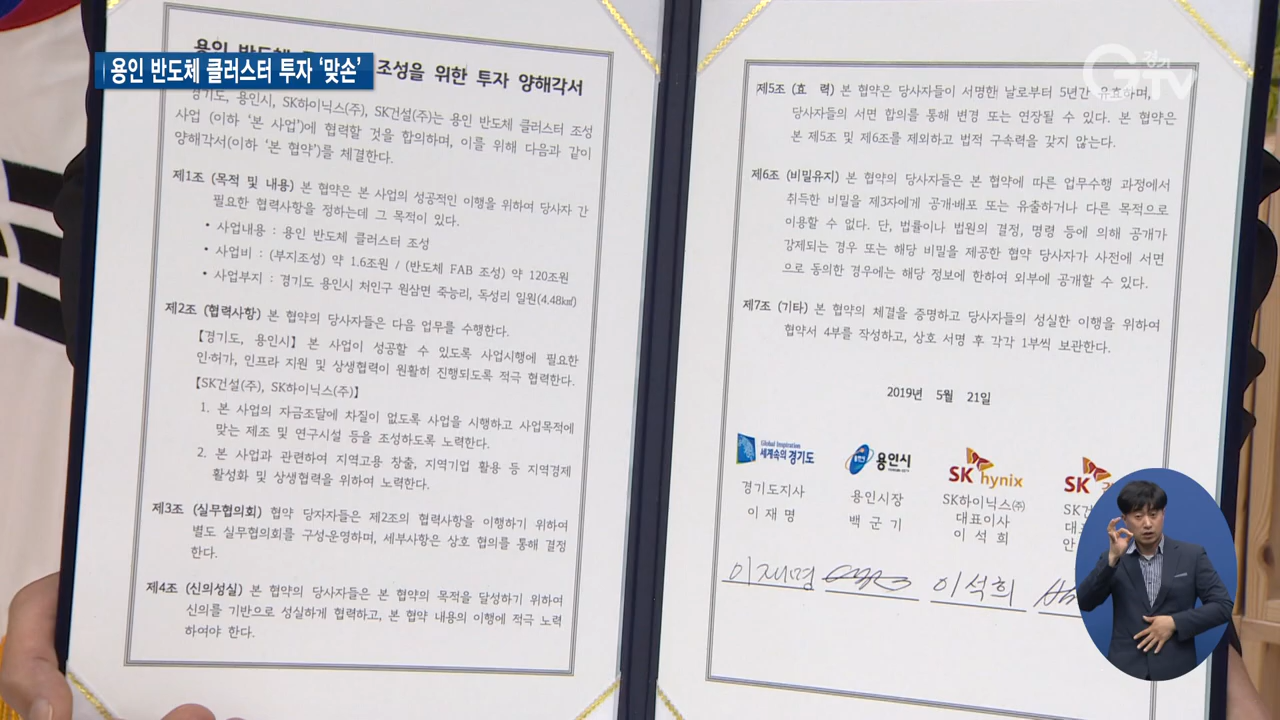 용인 반도체 클러스터 투자 ‘맞손’
경기 GTV
용인 반도체
조성을 위한 투자 양해각서
경기도, 용인시, SK하이닉스(주), SK건설(주)는 용인 반도체 클러스터 조성
사업 (이하 ‘본 사업’)에 협력할 것을 합의하며, 이를 위해 다음과 같이
양해각서(이하 ‘본 협약’)를 체결한다.
제1조 (목적 및 내용) 본 협약은 본 사업의 성공적인 이행을 위하여 당사자 간
필요한 협력사항을 정하는데 그 목적이 있다.
• 사업내용 : 용인 반도체 클러스터 조성
• 사업비 : (부지조성) 약 1.6조원 / (반도체 FAB 조성) 약 120조원
• 사업부지 : 경기도 용인시 처인구 원삼면 죽능리, 독성리 일원(4.48㎢)
제2조 (협력사항) 본 협약의 당사자들은 다음 업무를 수행한다.
【경기도, 용인시】 본 사업이 성공할 수 있도록 사업시행에 필요한
인·허가, 인프라 지원 및 상생협력이 원활히 진행되도록 적극 협력한다.
【SK건설(주), SK하이닉스(주)】
1. 본 사업의 자금조달에 차질이 없도록 사업을 시행하고 사업목적에
맞는 제조 및 연구시설 등을 조성하도록 노력한다.
2. 본 사업과 관련하여 지역고용 창출, 지역기업 활용 등 지역경제
활성화 및 상생협력을 위하여 노력한다.
제3조 (실무협의회) 협약 당자자들은 제2조의 협력사항을 이행하기 위하여
별도 실무협의회를 구성·운영하며, 세부사항은 상호 협의를 통해 결정
한다.
제4조 (신의성실) 본 협약의 당사자들은 본 협약의 목적을 달성하기 위하여
신의를 기반으로 성실하게 협력하고, 본 협약 내용의 이행에 적극 노력
하여야 한다.
제5조 (효 력) 본 협약은 당사자들이 서명한 날로부터 5년간 유효하며,
당사자들의 서면 합의를 통해 변경 또는 연장될 수 있다. 본 협약은
본 제5조 및 제6조를 제외하고 법적 구속력을 갖지 않는다.
제6조 (비밀유지) 본 협약의 당사자들은 본 협약에 따른 업무수행 과정에서
취득한 비밀을 제3자에게 공개·배포 또는 유출하거나 다른 목적으로
이용할 수 없다. 단, 법률이나 법원의 결정, 명령 등에 의해 공개가
강제되는 경우 또는 해당 비밀을 제공한 협약 당사자가 사전에 서면
으로 동의한 경우에는 해당 정보에 한하여 외부에 공개할 수 있다.
제7조 (기타) 본 협약의 체결을 증명하고 당사자들의 성실한 이행을 위하여
협약서 4부를 작성하고, 상호 서명 후 각각 1부씩 보관한다.
2019년 5월 21일
Global Inspiration
세계속의 경기도
용인시
SK hynix
SK
경기도지사
이 재 명
용인시장
백 군 기
SK하이닉스㈜
대표이사
이 석 희
SK건
대표
안
이재명
이석희